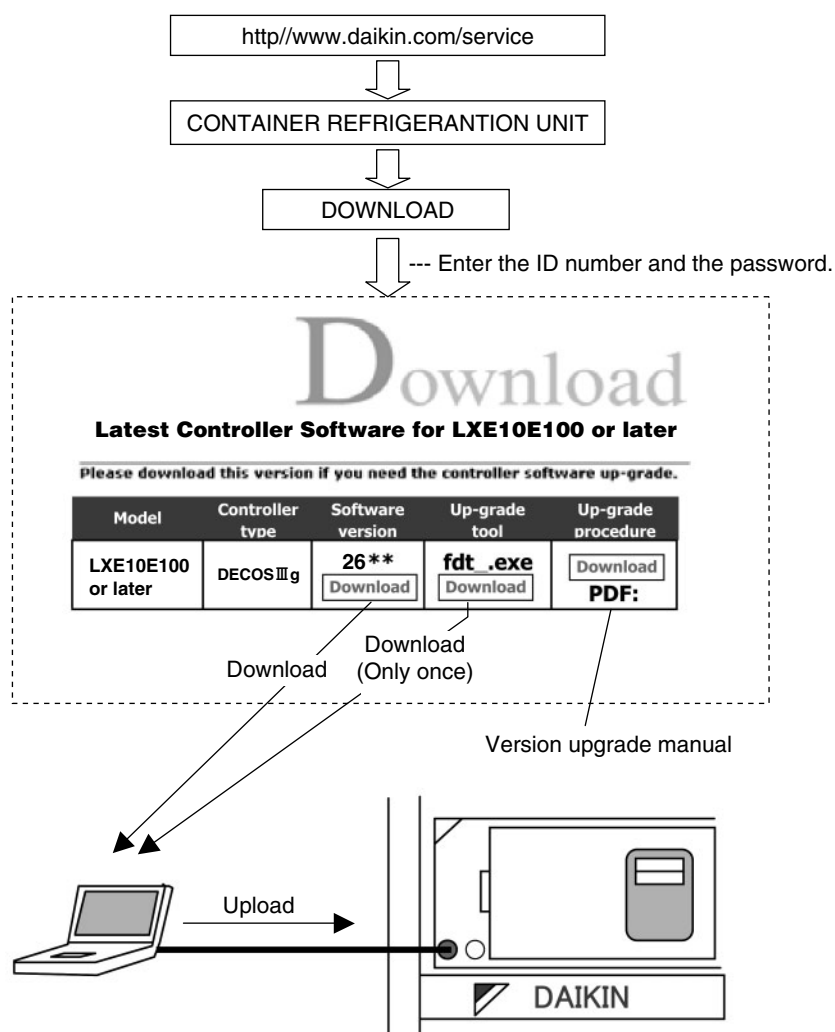 http//www.daikin.com/service
CONTAINER REFRIGERANTION UNIT
DOWNLOAD
--- Enter the ID number and the password.
Download
Latest Controller Software for LXE10E100 or later
Please download this version if you need the controller software up-grade.
Model Controller type Software version Up-grade tool Up-grade procedure
LXE10E100 or later DECOSⅢg 26** Download fdt_.exe Download Download PDF:
Download
Download
(Only once)
Version upgrade manual
Upload
DAIKIN